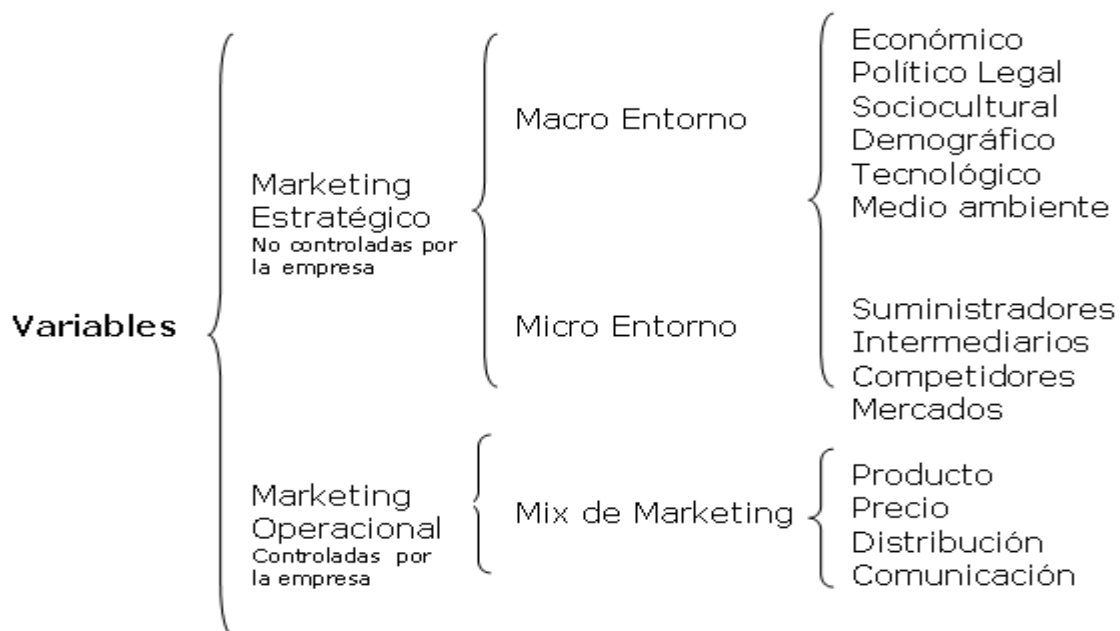 Variables
Marketing
Estratégico
No controladas por
la empresa
Macro Entorno
Económico
Político Legal
Sociocultural
Demográfico
Tecnológico
Medio ambiente
Micro Entorno
Suministradores
Intermediarios
Competidores
Mercados
Marketing
Operacional
Controladas por
la empresa
Mix de Marketing
Producto
Precio
Distribución
Comunicación